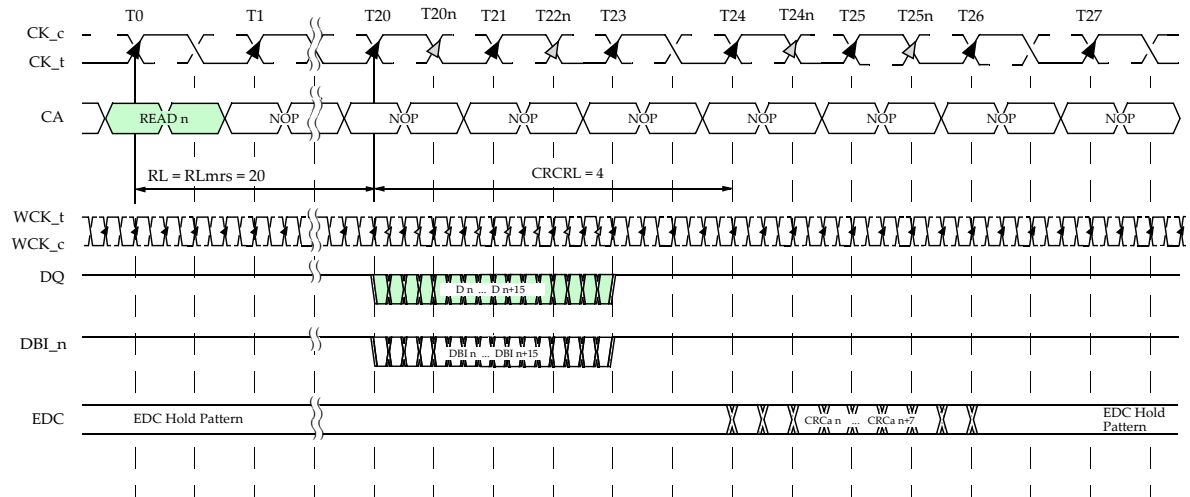 T0 T1 T20 T20n T21 T22n T23 T24 T24n T25 T25n T26 T27
CK_c
CK_t
CA READ n NOP NOP NOP NOP NOP NOP NOP NOP
RL = RLmrs = 20 CRCRL = 4
WCK_t
WCK_c
DQ
D n ... D n+15
DBI_n
DBI n ... DBI n+15
EDC EDC Hold Pattern CRCa n ... CRCa n+7 EDC Hold
Pattern